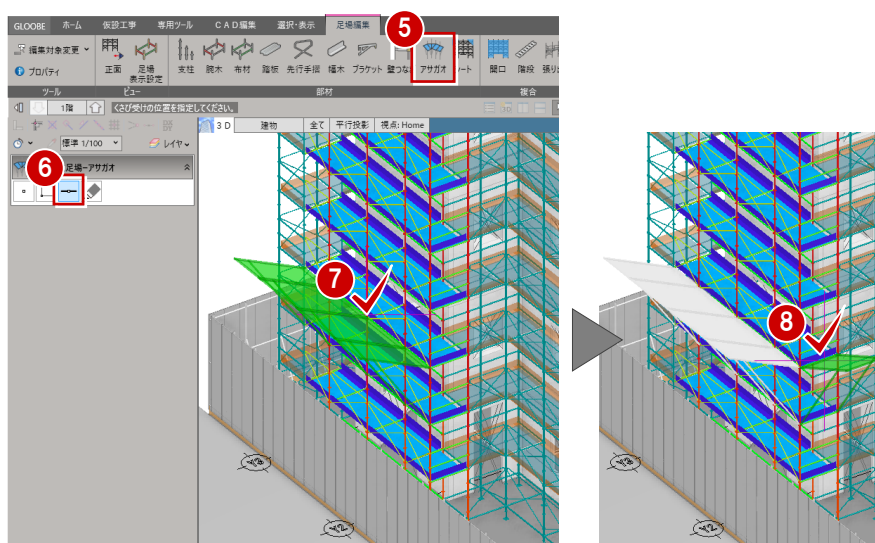 GLOOBE ホーム 仮設工事 専用ツール CAD編集 選択・表示 足場編集
5
編集対象変更
プロパティ
正面 足場表示設定 支柱 腕木 布材 踏板 先行手摺 幅木 ブラケット 壁つなぎ アサガオ ート 開口 階段 張り
ツール ビュー 部材 複合
1階 くさび受けの位置を指定してください。
3D 建物 全て 平行投影 視点:Home
標準 1/100 レイヤ
6
足場-アサガオ
7
8
Y3
Y2
Y3
Y2